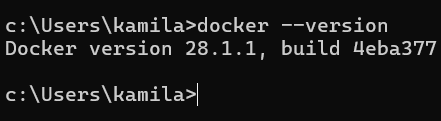 c:\Users\kamila>docker --version
Docker version 28.1.1, build 4eba377
c:\Users\kamila>